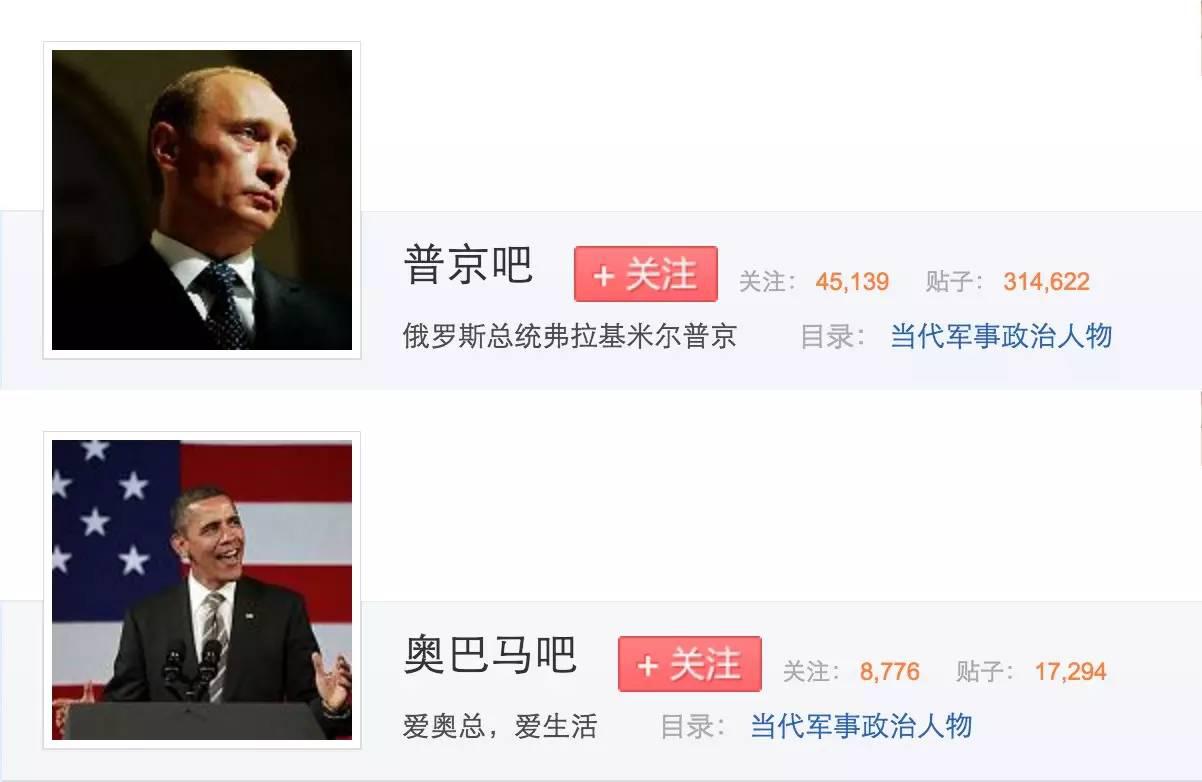 普京吧 + 关注 关注： 45,139 贴子： 314,622
俄罗斯总统弗拉基米尔普京 目录： 当代军事政治人物
奥巴马吧 + 关注 关注： 8,776 贴子： 17,294
爱奥总，爱生活 目录： 当代军事政治人物